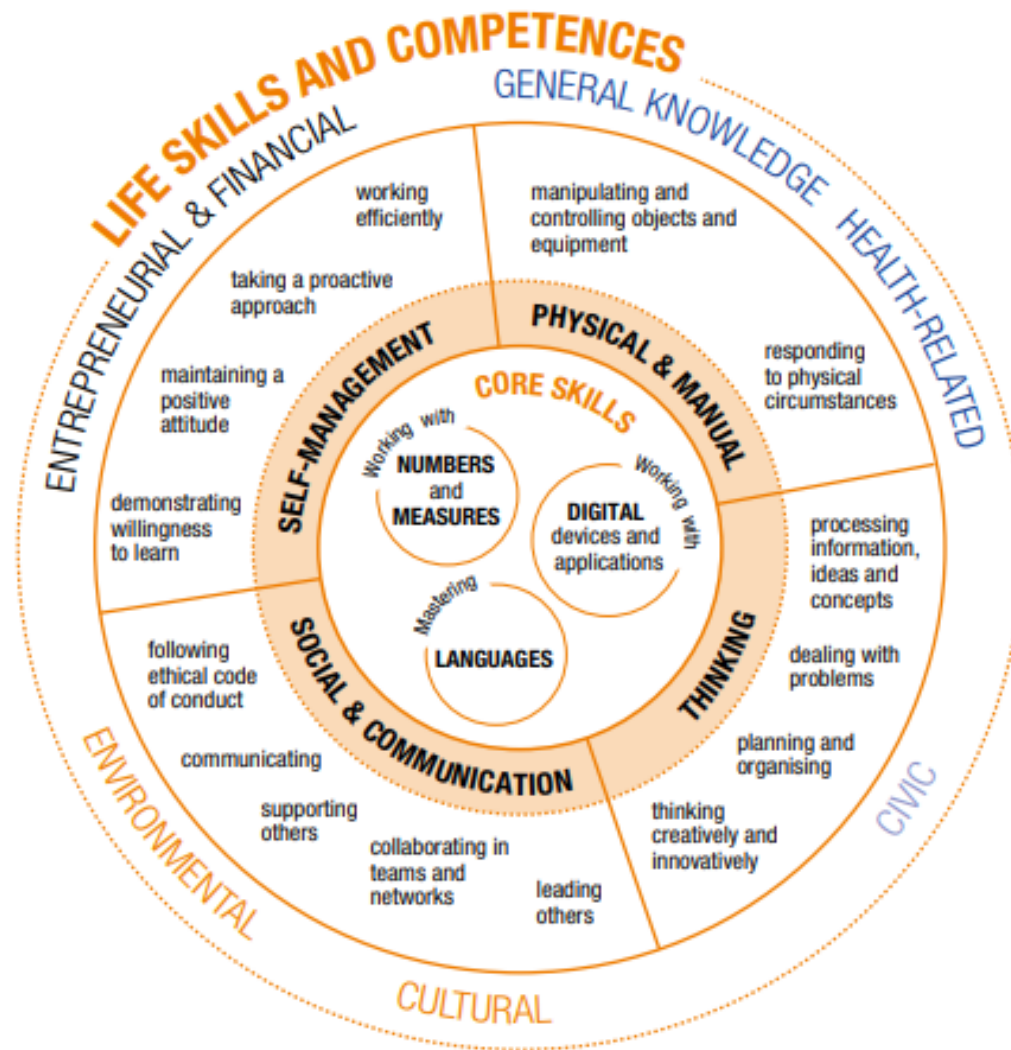 LIFE SKILLS AND COMPETENCES
GENERAL KNOWLEDGE
HEALTH-RELATED
CIVIC
CULTURAL
ENVIRONMENTAL
ENTREPRENEURIAL & FINANCIAL
working
efficiently
taking a proactive
approach
maintaining a
positive
attitude
demonstrating
willingness
to learn
SELF-MANAGEMENT
manipulating and
controlling objects and
equipment
responding
to physical
circumstances
PHYSICAL & MANUAL
processing
information,
ideas and
concepts
dealing with
problems
planning and
organising
thinking
creatively and
innovatively
THINKING
following
ethical code
of conduct
communicating
supporting
others
collaborating in
teams and
networks
leading
others
SOCIAL & COMMUNICATION
CORE SKILLS
Working with
NUMBERS
and
MEASURES
Working with
DIGITAL
devices and
applications
Mastering
LANGUAGES